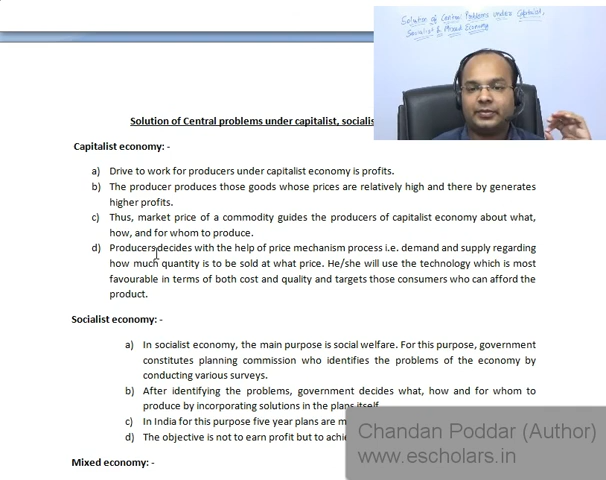 Solution of Central Problems under Capitalist,
Socialist & Mixed Economy
Solution of Central problems under capitalist, socialis
Capitalist economy: -
a) Drive to work for producers under capitalist economy is profits.
b) The producer produces those goods whose prices are relatively high and there by generates
higher profits.
c) Thus, market price of a commodity guides the producers of capitalist economy about what,
how, and for whom to produce.
d) Producers decides with the help of price mechanism process i.e. demand and supply regarding
how much quantity is to be sold at what price. He/she will use the technology which is most
favourable in terms of both cost and quality and targets those consumers who can afford the
product.
Socialist economy: -
a) In socialist economy, the main purpose is social welfare. For this purpose, government
constitutes planning commission who identifies the problems of the economy by
conducting various surveys.
b) After identifying the problems, government decides what, how and for whom to
produce by incorporating solutions in the plans itself.
c) In India for this purpose five year plans are m
d) The objective is not to earn profit but to achie
Chandan Poddar (Author)
www.escholars.in
Mixed economy: -